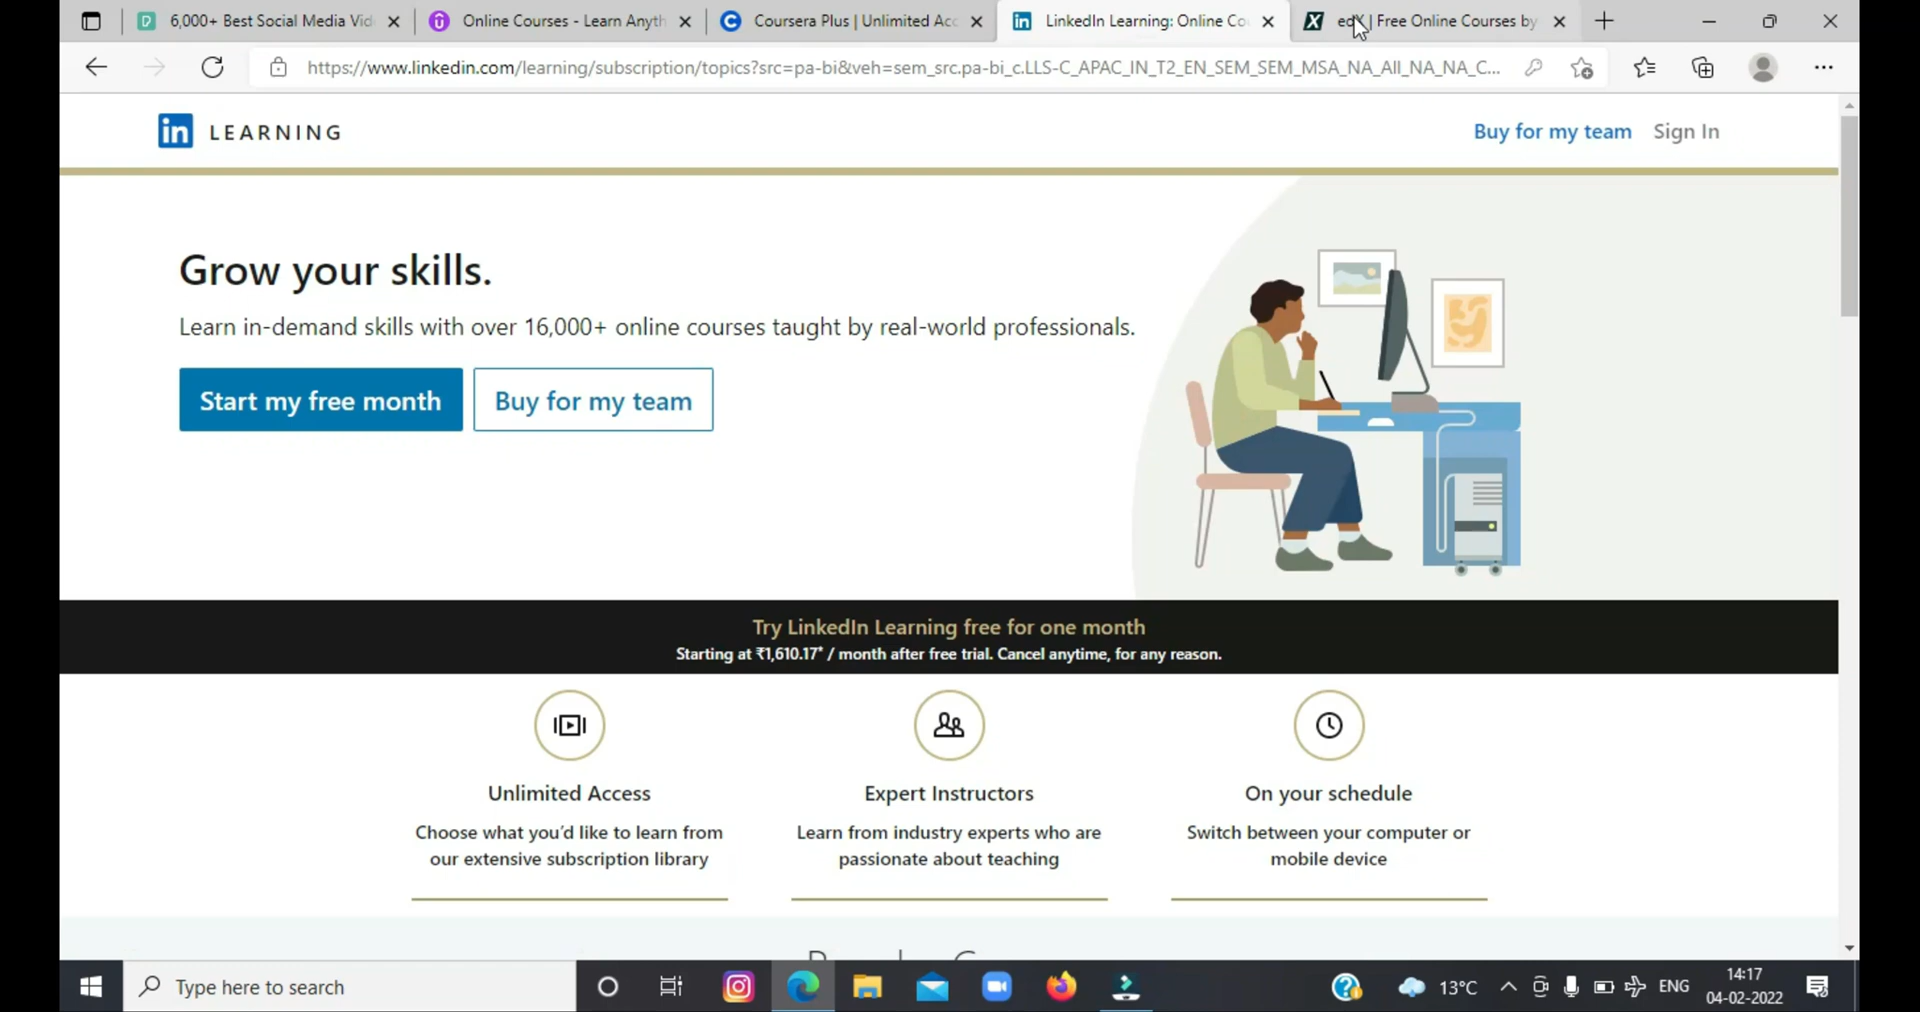 6,000+ Best Social Media Vid
Online Courses - Learn Anyth
Coursera Plus | Unlimited Acc
LinkedIn Learning: Online Co
edX | Free Online Courses by
https://www.linkedin.com/learning/subscription/topics?src=pa-bi&veh=sem_src.pa-bi_c.LLS-C_APAC_IN_T2_EN_SEM_SEM_MSA_NA_All_NA_NA_C...
in LEARNING
Buy for my team
Sign In
Grow your skills.
Learn in-demand skills with over 16,000+ online courses taught by real-world professionals.
Start my free month
Buy for my team
Try LinkedIn Learning free for one month
Starting at ₹1,610.17* / month after free trial. Cancel anytime, for any reason.
Unlimited Access
Choose what you'd like to learn from
our extensive subscription library
Expert Instructors
Learn from industry experts who are
passionate about teaching
On your schedule
Switch between your computer or
mobile device
Type here to search
13°C
ENG
14:17
04-02-2022